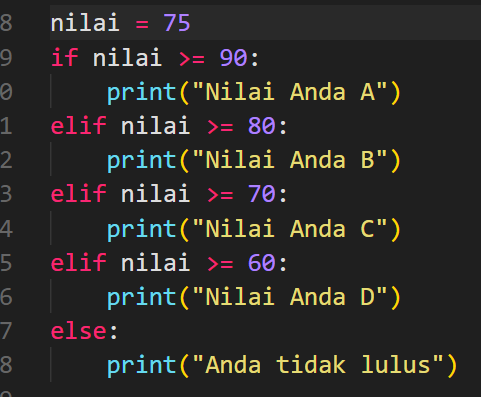 8 nilai = 75
9 if nilai >= 90:
0     print("Nilai Anda A")
1 elif nilai >= 80:
2     print("Nilai Anda B")
3 elif nilai >= 70:
4     print("Nilai Anda C")
5 elif nilai >= 60:
6     print("Nilai Anda D")
7 else:
8     print("Anda tidak lulus")